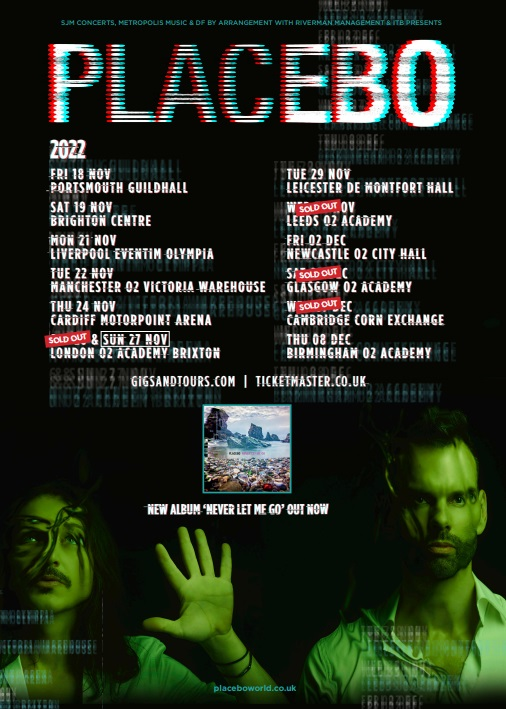 SJM CONCERTS, METROPOLIS MUSIC & DF BY ARRANGEMENT WITH RIVERMAN MANAGEMENT & ITB PRESENTS
PLACEBO
2022
FRI 18 NOV
PORTSMOUTH GUILDHALL
SAT 19 NOV
BRIGHTON CENTRE
MON 21 NOV
LIVERPOOL EVENTIM OLYMPIA
TUE 22 NOV
MANCHESTER O2 VICTORIA WAREHOUSE
THU 24 NOV
CARDIFF MOTORPOINT ARENA
SOLD OUT & SUN 27 NOV
LONDON O2 ACADEMY BRIXTON
TUE 29 NOV
LEICESTER DE MONTFORT HALL
SOLD OUT
LEEDS O2 ACADEMY
FRI 02 DEC
NEWCASTLE O2 CITY HALL
SOLD OUT
GLASGOW O2 ACADEMY
SOLD OUT DEC
CAMBRIDGE CORN EXCHANGE
THU 08 DEC
BIRMINGHAM O2 ACADEMY
GIGSANDTOURS.COM | TICKETMASTER.CO.UK
NEW ALBUM ‘NEVER LET ME GO’ OUT NOW
placeboworld.co.uk